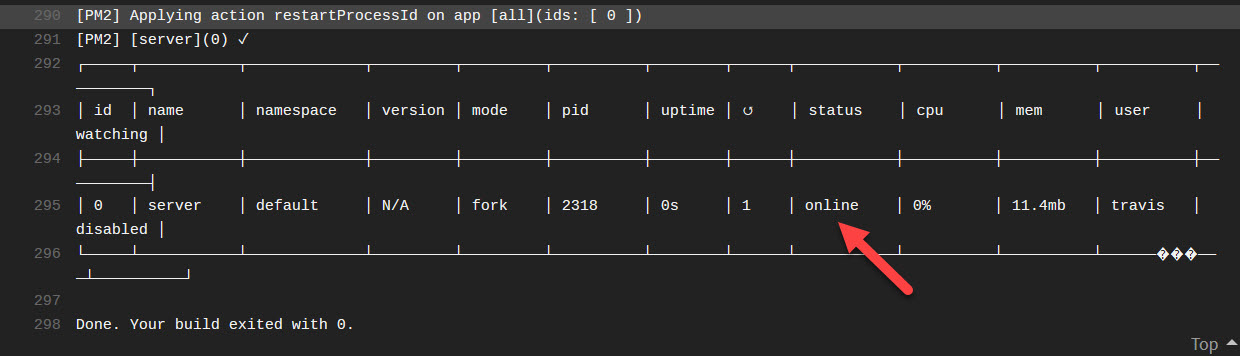 290 [PM2] Applying action restartProcessId on app [all](ids: [ 0 ])
291 [PM2] [server](0) ✓
292 ┌─────┬───────────┬─────────────┬─────────┬─────────┬──────────┬────────┬──────┬───────────┬──────────┬──────────┬──────────┬──
────────┐
293 │ id │ name │ namespace │ version │ mode │ pid │ uptime │ ↺ │ status │ cpu │ mem │ user │
watching │
294 ├─────┼───────────┼─────────────┼─────────┼─────────┼──────────┼────────┼──────┼───────────┼──────────┼──────────┼──────────┼──
────────┤
295 │ 0 │ server │ default │ N/A │ fork │ 2318 │ 0s │ 1 │ online │ 0% │ 11.4mb │ travis │
disabled │
296 └─────┴───────────┴─────────────┴─────────┴─────────┴──────────┴────────┴──────┴───────────┴──────────┴──────────┴──────���──
─┴──────────┘
297
298 Done. Your build exited with 0.
Top